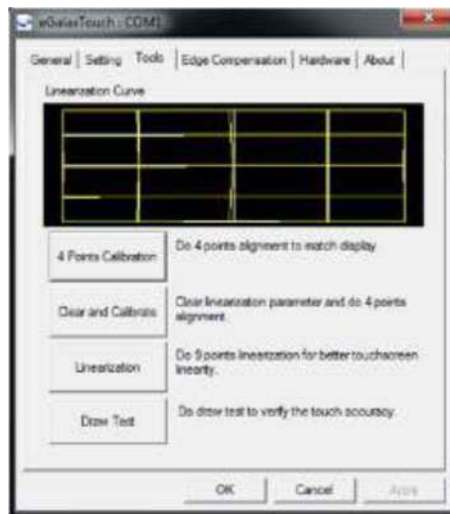 eGalaxTouch : COM1
General Setting Tools Edge Compensation Hardware About
Linearization Curve
4 Points Calibration
Do 4 points alignment to match display.
Clear and Calibrate
Clear linearization parameter and do 4 points
alignment.
Linearization
Do 9 points linearization for better touchscreen
linearity.
Draw Test
Do draw test to verify the touch accuracy.
OK Cancel Apply